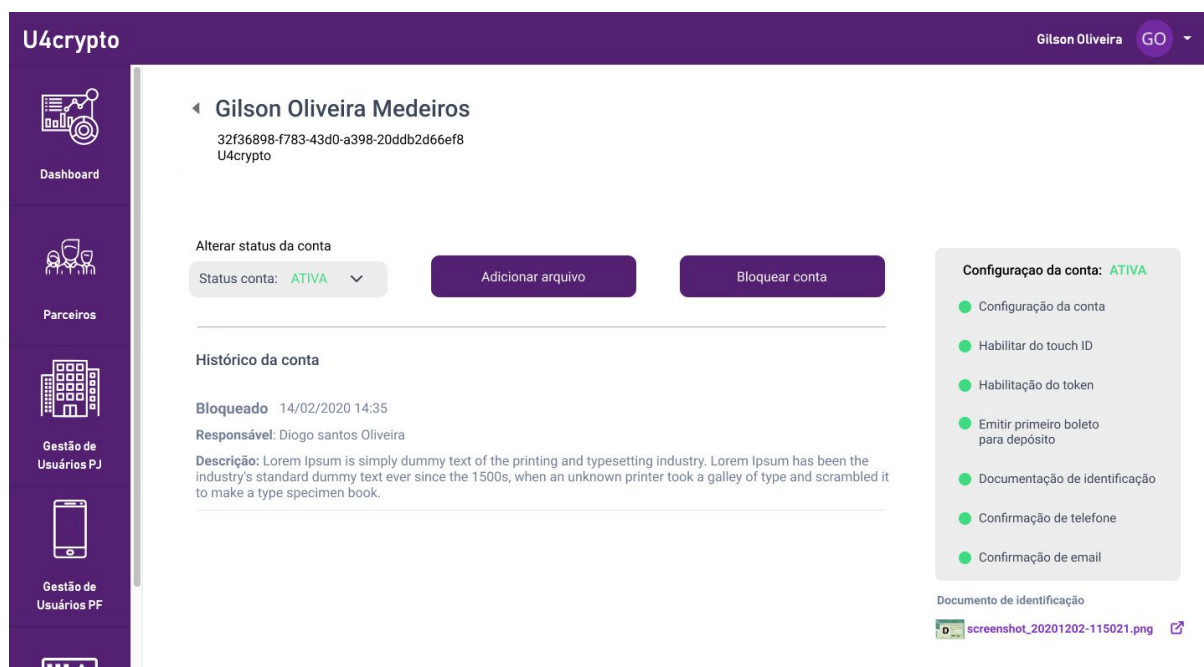 U4crypto
Gilson Oliveira
GO
Dashboard
Parceiros
Gestão de
Usuários PJ
Gestão de
Usuários PF
Gilson Oliveira Medeiros
32f36898-f783-43d0-a398-20ddb2d66ef8
U4crypto
Alterar status da conta
Status conta: ATIVA
Adicionar arquivo
Bloquear conta
Histórico da conta
Bloqueado 14/02/2020 14:35
Responsável: Diogo santos Oliveira
Descrição: Lorem Ipsum is simply dummy text of the printing and typesetting industry. Lorem Ipsum has been the
industry's standard dummy text ever since the 1500s, when an unknown printer took a galley of type and scrambled it
to make a type specimen book.
Configuraçao da conta: ATIVA
Configuração da conta
Habilitar do touch ID
Habilitação do token
Emitir primeiro boleto
para depósito
Documentação de identificação
Confirmação de telefone
Confirmação de email
Documento de identificação
D
screenshot_20201202-115021.png